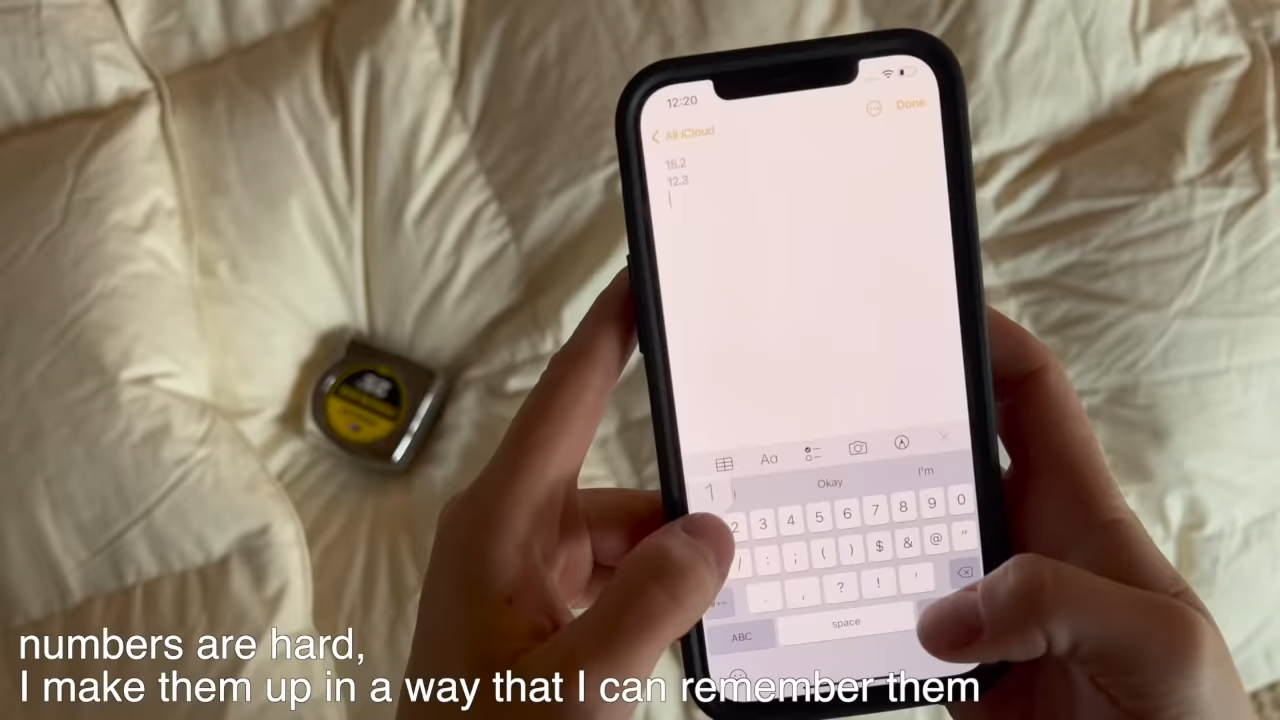 12:20
Done
All iCloud
15.2
12.3
Aa
1
Okay
I'm
2 3 4 5 6 7 8 9 0
/ : ; ( ) $ & @ "
. , ? ! '
ABC
space
numbers are hard,
I make them up in a way that I can remember them